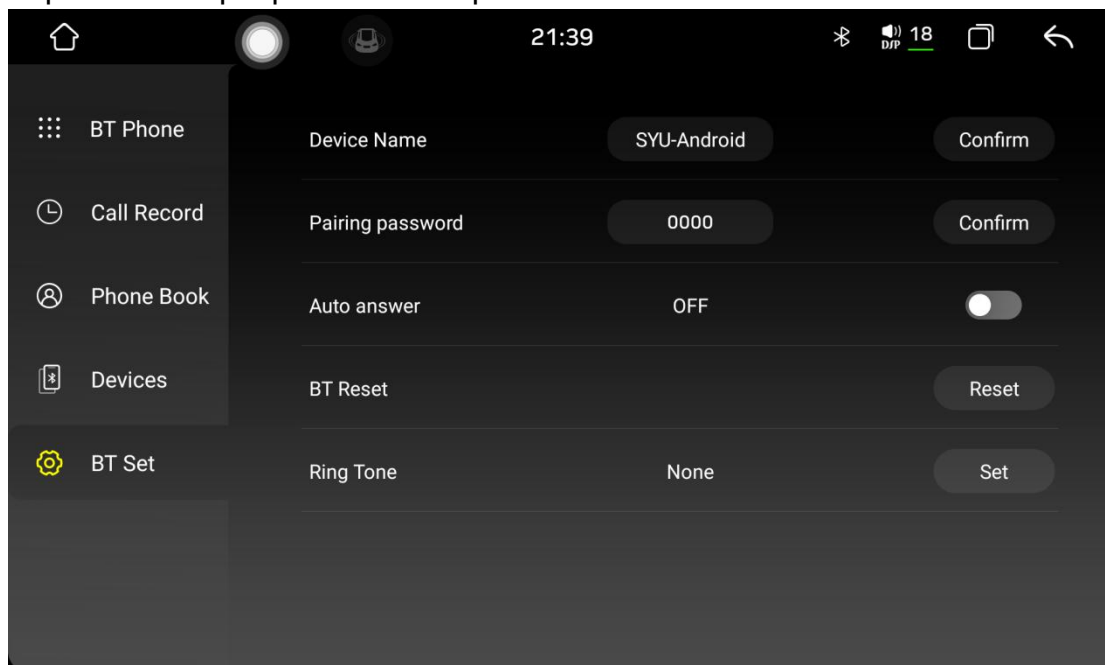 21:39
DSP 18
BT Phone
Call Record
Phone Book
Devices
BT Set
Device Name SYU-Android Confirm
Pairing password 0000 Confirm
Auto answer OFF
BT Reset Reset
Ring Tone None Set